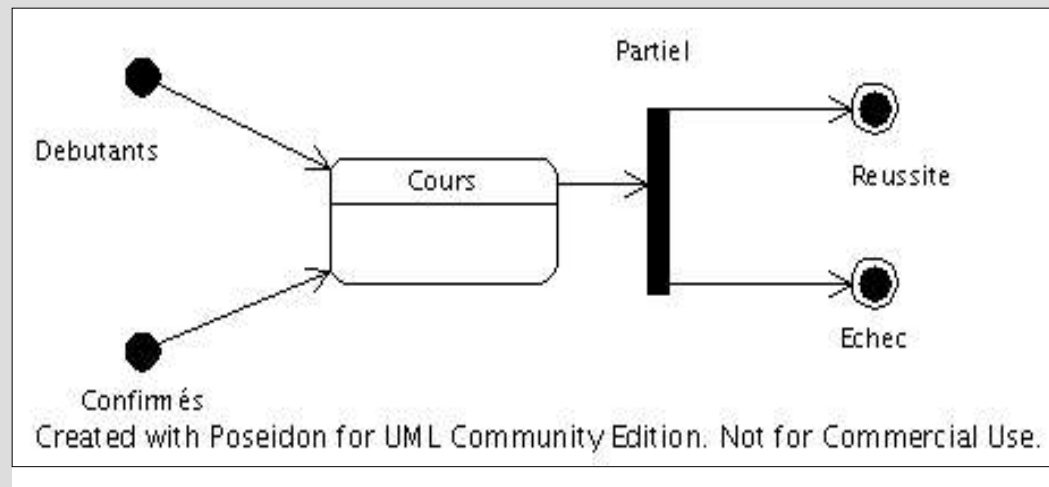 Partiel
Debutants
Cours
Reussite
Echec
Confirmés
Created with Poseidon for UML Community Edition. Not for Commercial Use.